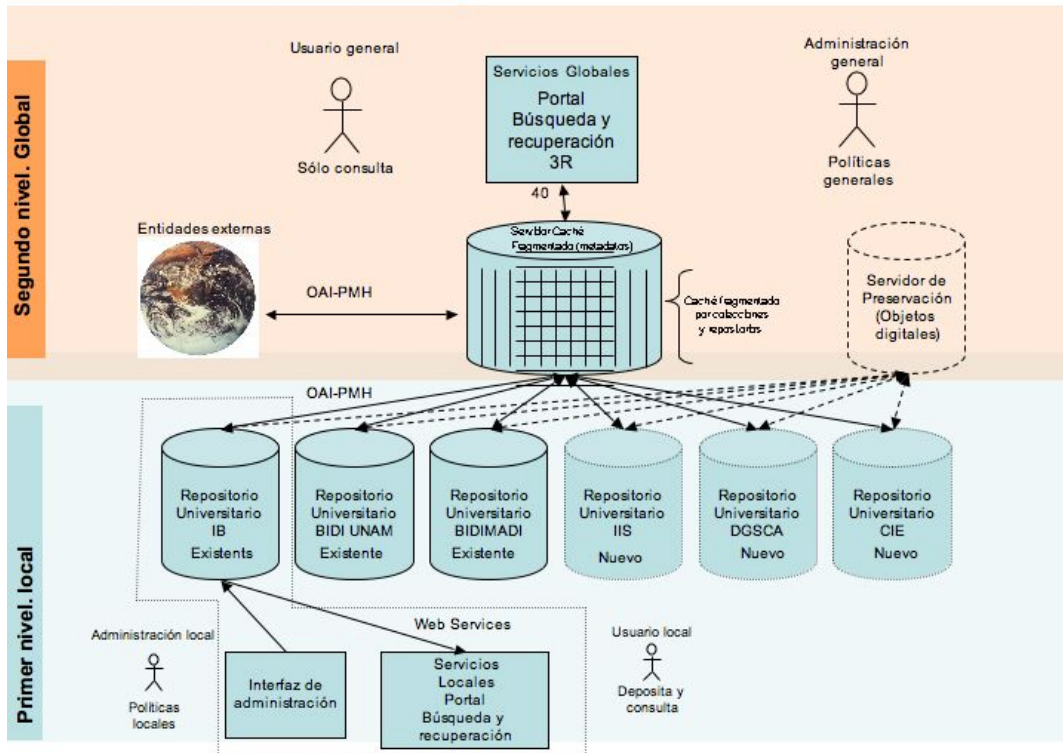 Segundo nivel. Global
Usuario general
Sólo consulta
Servicios Globales
Portal
Búsqueda y
recuperación
3R
Administración
general
Políticas
generales
40
Entidades externas
OAI-PMH
Servidor Caché
Fragmentado (metadatos)
Caché fragmentado
por colecciones
y repositorios
Servidor de
Preservación
(Objetos
digitales)
Primer nivel. local
OAI-PMH
Repositorio
Universitario
IB
Existents
Repositorio
Universitario
BIDI UNAM
Existente
Repositorio
Universitario
BIDIMADI
Existente
Repositorio
Universitario
IIS
Nuevo
Repositorio
Universitario
DGSCA
Nuevo
Repositorio
Universitario
CIE
Nuevo
Administración local
Políticas
locales
Interfaz de
administración
Web Services
Servicios
Locales
Portal
Búsqueda y
recuperación
Usuario local
Deposita y
consulta